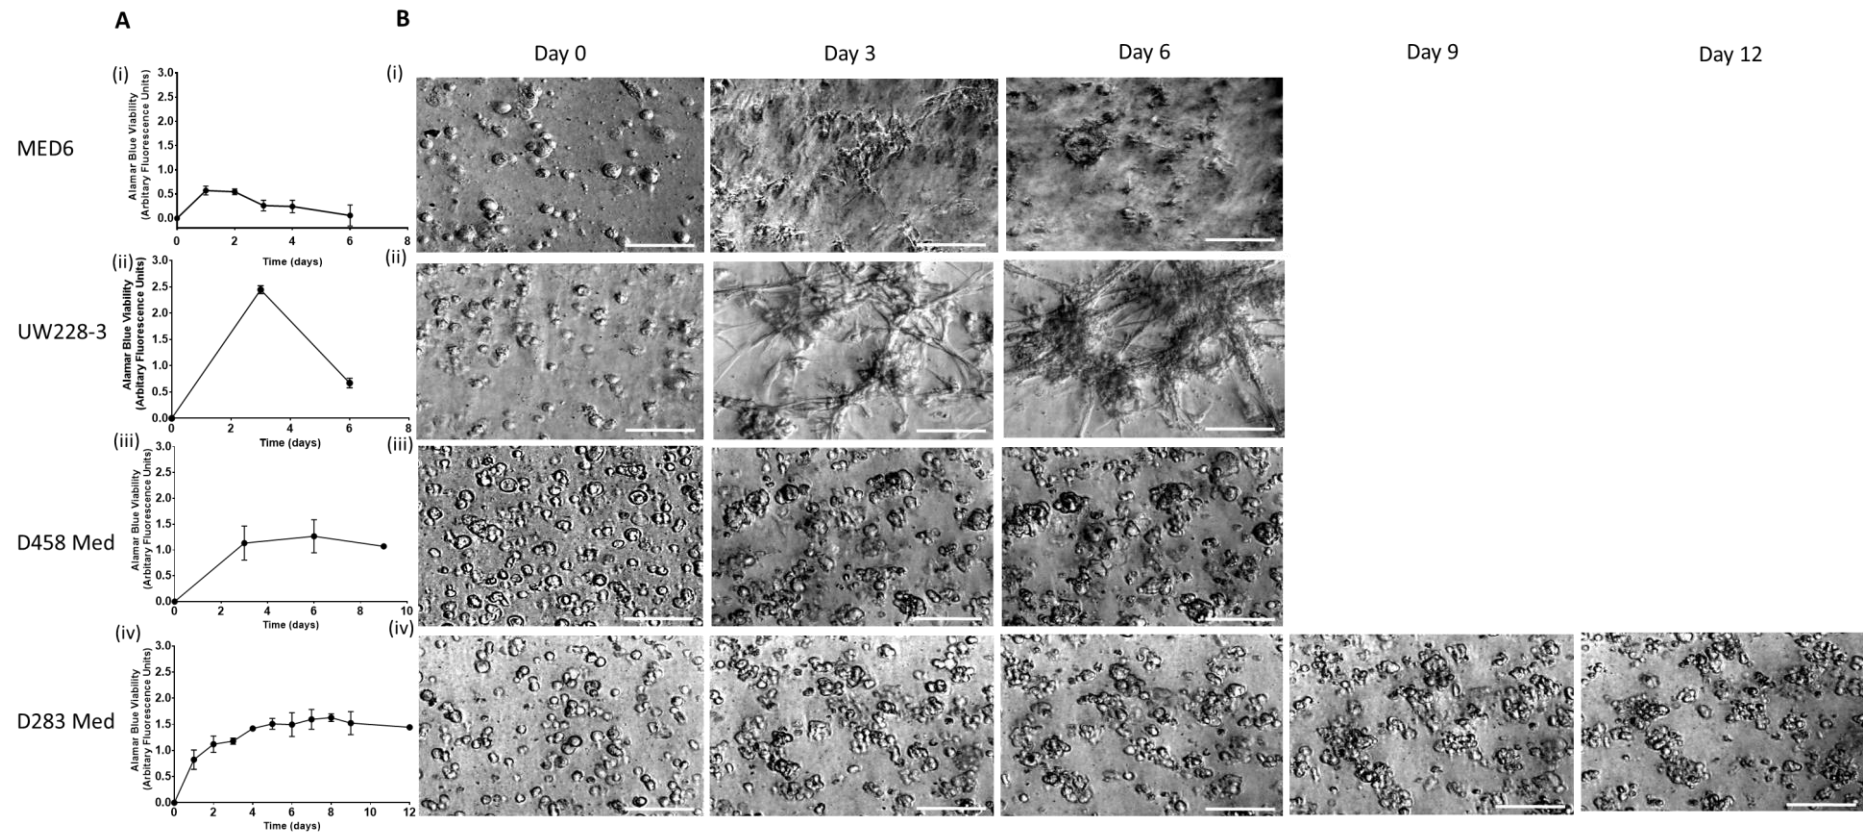 A
B
Day 0
Day 3
Day 6
Day 9
Day 12
MED6
(i)
Alamar Blue Viability
(Arbitary Fluorescence Units)
3.0
2.5
2.0
1.5
1.0
0.5
0.0
0 2 4 6 8
Time (days)
(i)
UW228-3
(ii)
Alamar Blue Viability
(Arbitary Fluorescence Units)
3.0
2.5
2.0
1.5
1.0
0.5
0.0
0 2 4 6 8
Time (days)
(ii)
D458 Med
(iii)
Alamar Blue Viability
(Arbitary Fluorescence Units)
3.0
2.5
2.0
1.5
1.0
0.5
0.0
0 2 4 6 8 10
Time (days)
(iii)
D283 Med
(iv)
Alamar Blue Viability
(Arbitary Fluorescence Units)
3.0
2.5
2.0
1.5
1.0
0.5
0.0
0 2 4 6 8 10 12
Time (days)
(iv)